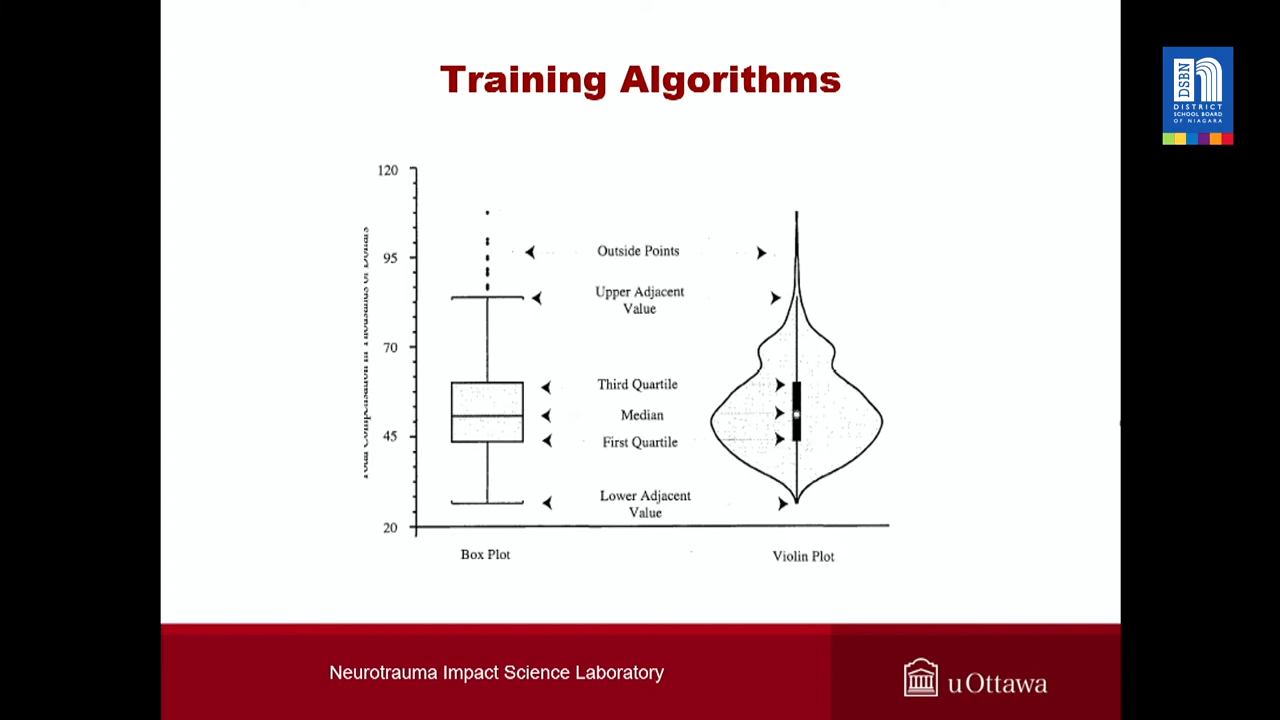 Training Algorithms
DSBN
DISTRICT
SCHOOL BOARD
OF NIAGARA
120
95
70
45
20
Outside Points
Upper Adjacent
Value
Third Quartile
Median
First Quartile
Lower Adjacent
Value
Box Plot
Violin Plot
Neurotrauma Impact Science Laboratory
uOttawa